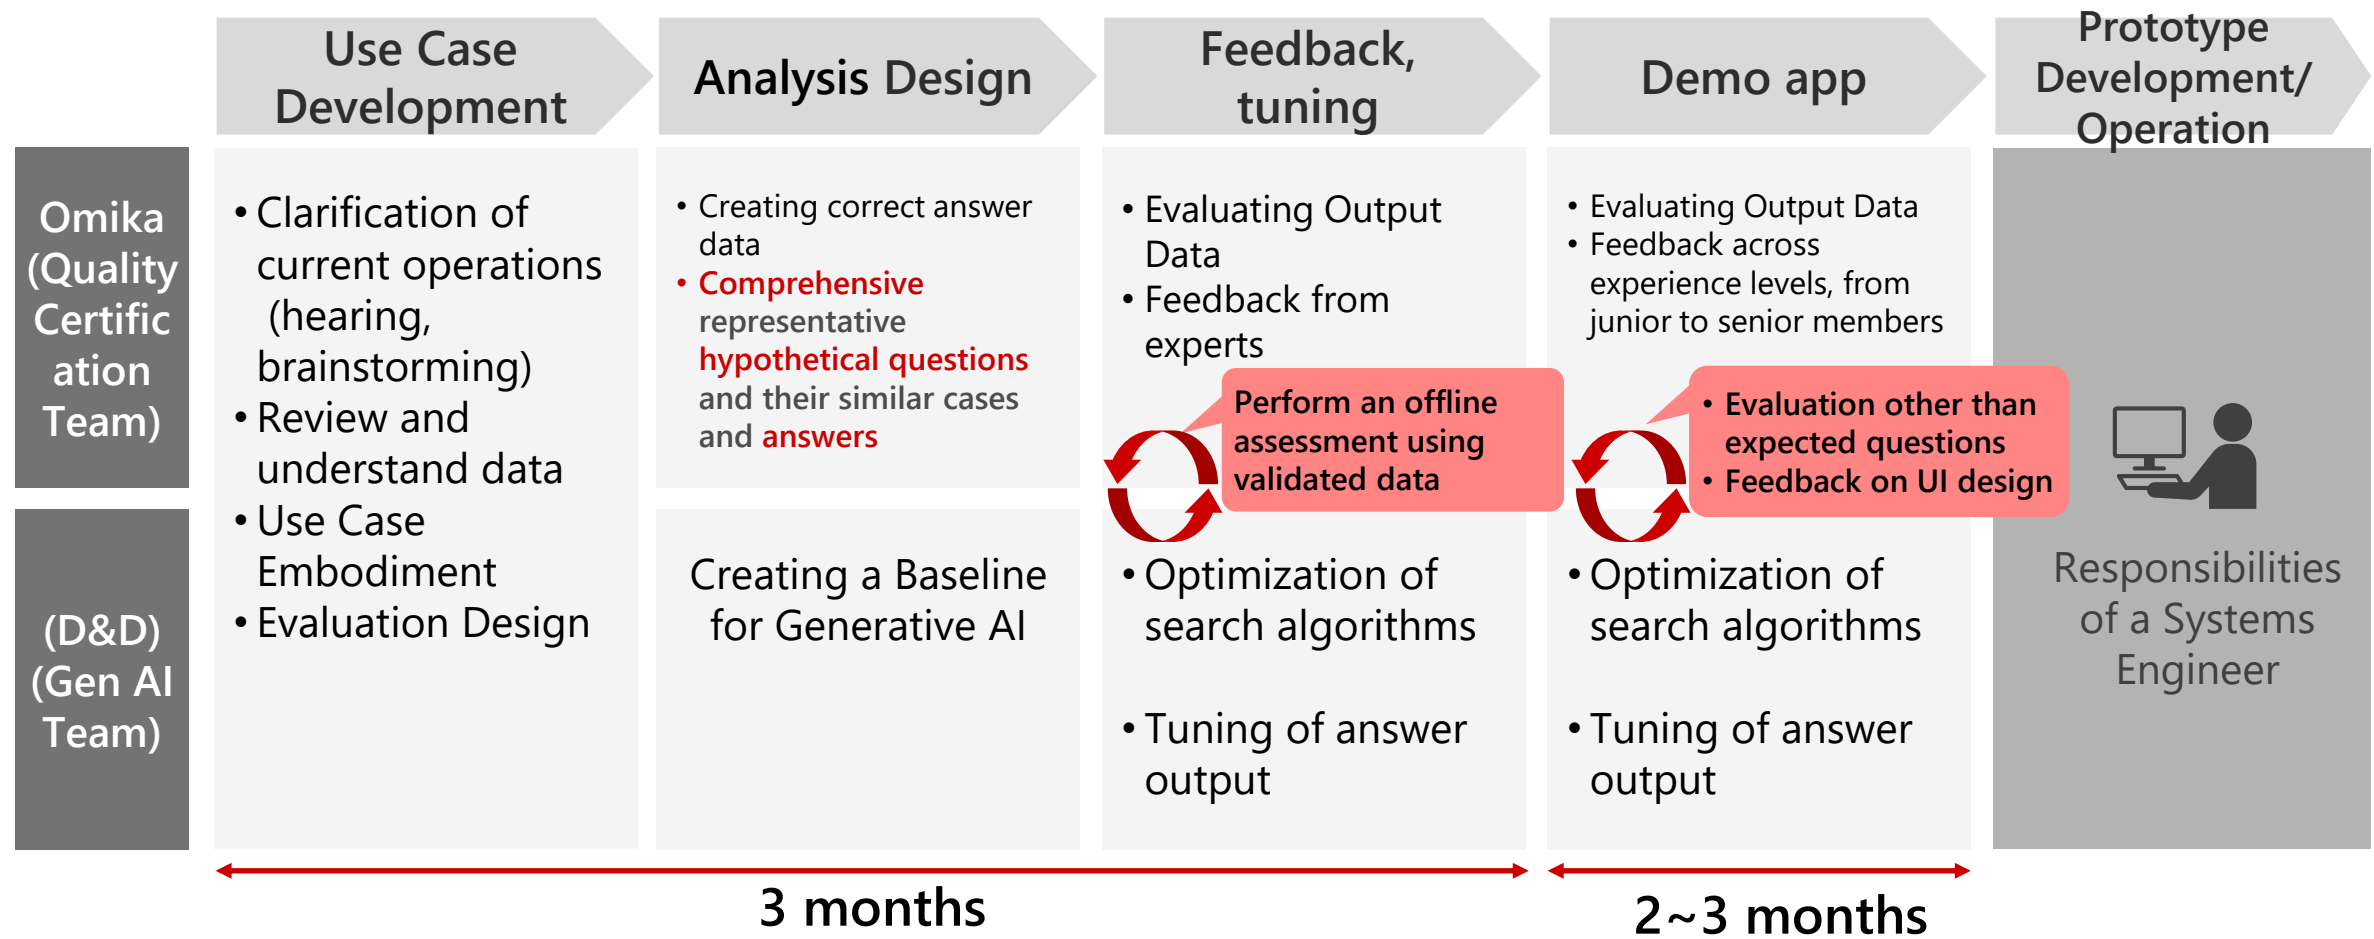 Use Case
Development
Analysis Design
Feedback,
tuning
Demo app
Prototype
Development/
Operation
Omika
(Quality
Certific
ation
Team)
• Clarification of
current operations
(hearing,
brainstorming)
• Review and
understand data
• Use Case
Embodiment
• Evaluation Design
• Creating correct answer
data
• Comprehensive
representative
hypothetical questions
and their similar cases
and answers
• Evaluating Output
Data
• Feedback from
experts
Perform an offline
assessment using
validated data
• Evaluating Output Data
• Feedback across
experience levels, from
junior to senior members
• Evaluation other than
expected questions
• Feedback on UI design
(D&D)
(Gen AI
Team)
Creating a Baseline
for Generative AI
• Optimization of
search algorithms
• Tuning of answer
output
• Optimization of
search algorithms
• Tuning of answer
output
Responsibilities
of a Systems
Engineer
3 months
2~3 months